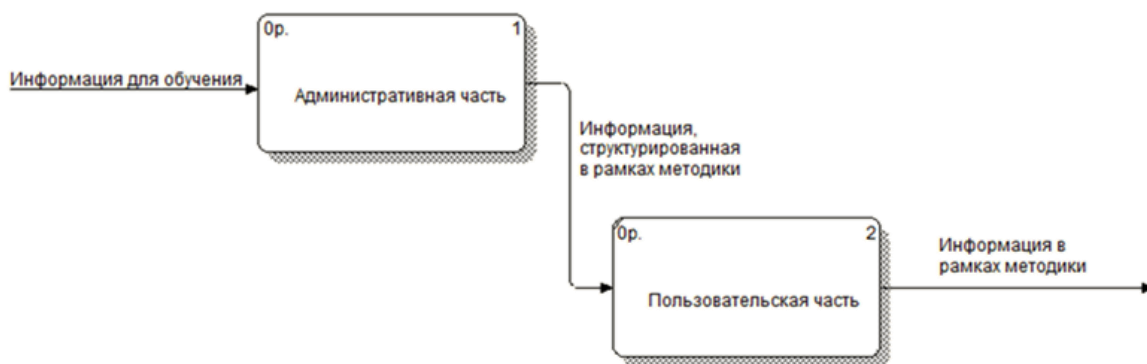 0р. 1
Информация для обучения
Административная часть
Информация,
структурированная
в рамках методики
0р. 2
Пользовательская часть
Информация в
рамках методики